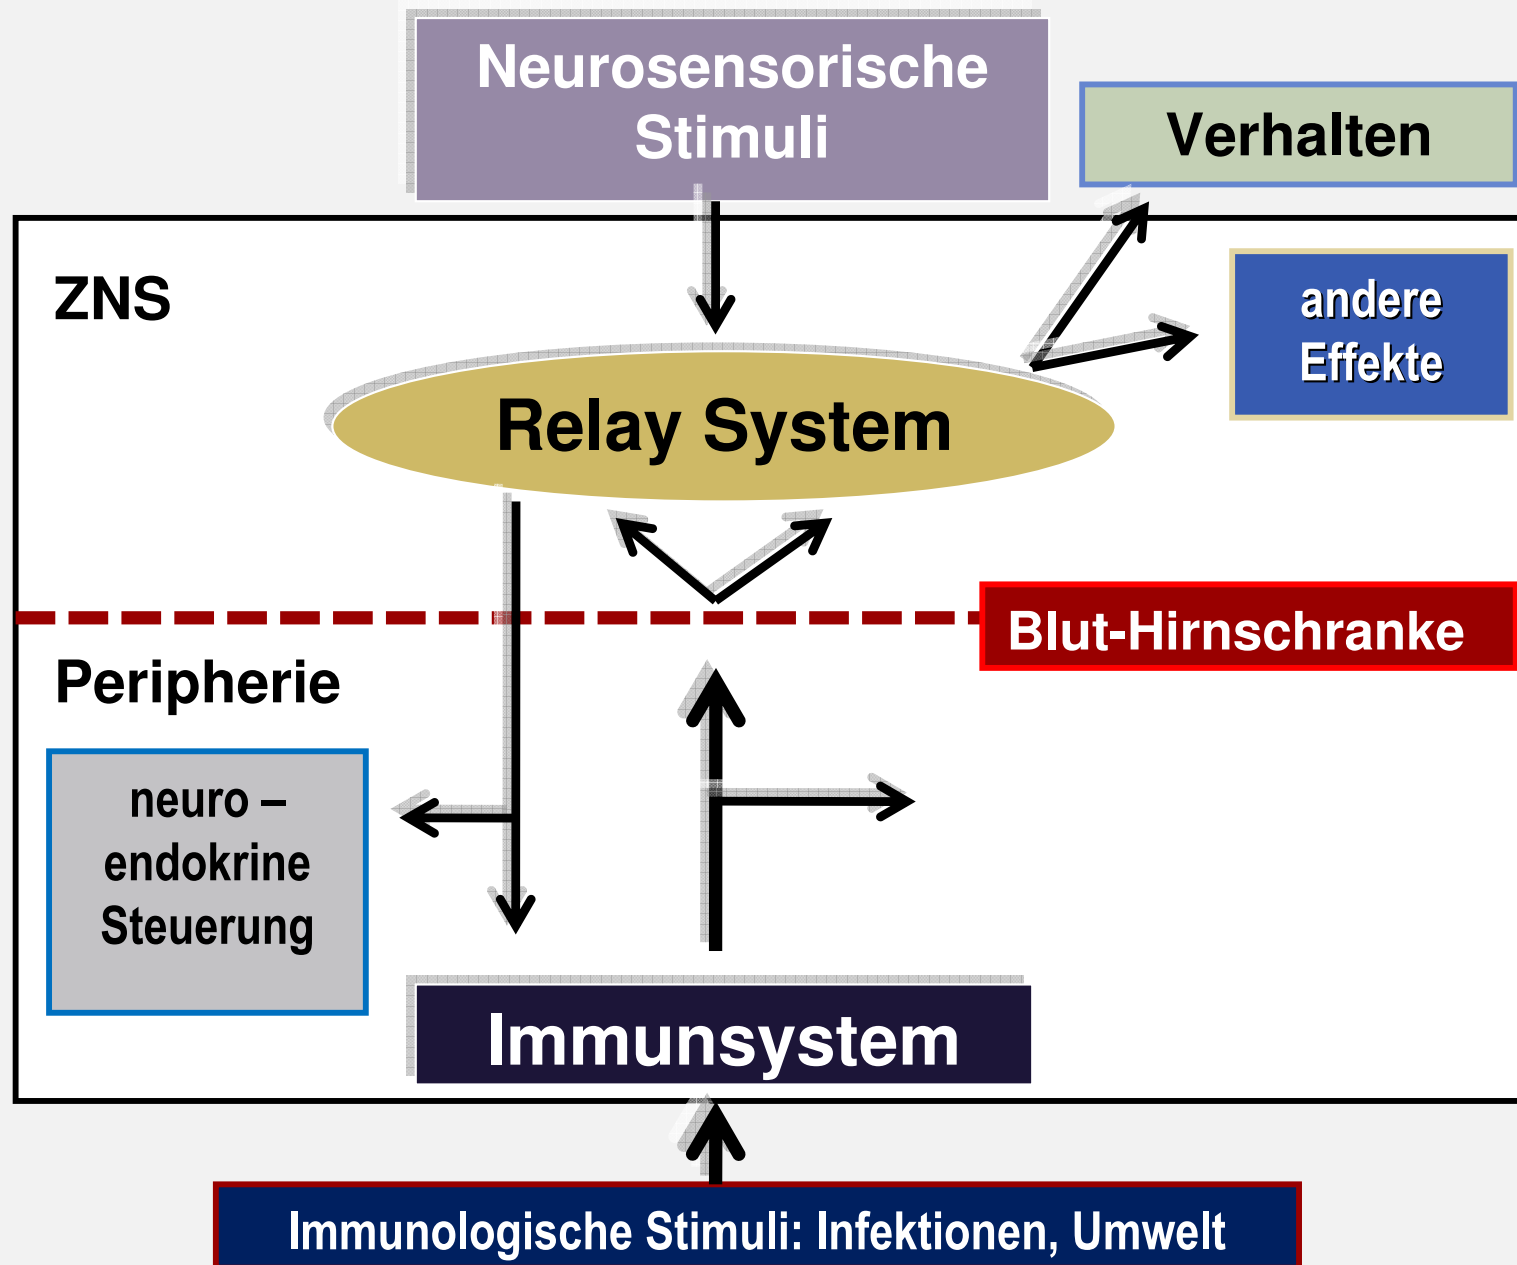 Neurosensorische
Stimuli
Verhalten
ZNS
andere
Effekte
Relay System
Blut-Hirnschranke
Peripherie
neuro –
endokrine
Steuerung
Immunsystem
Immunologische Stimuli: Infektionen, Umwelt